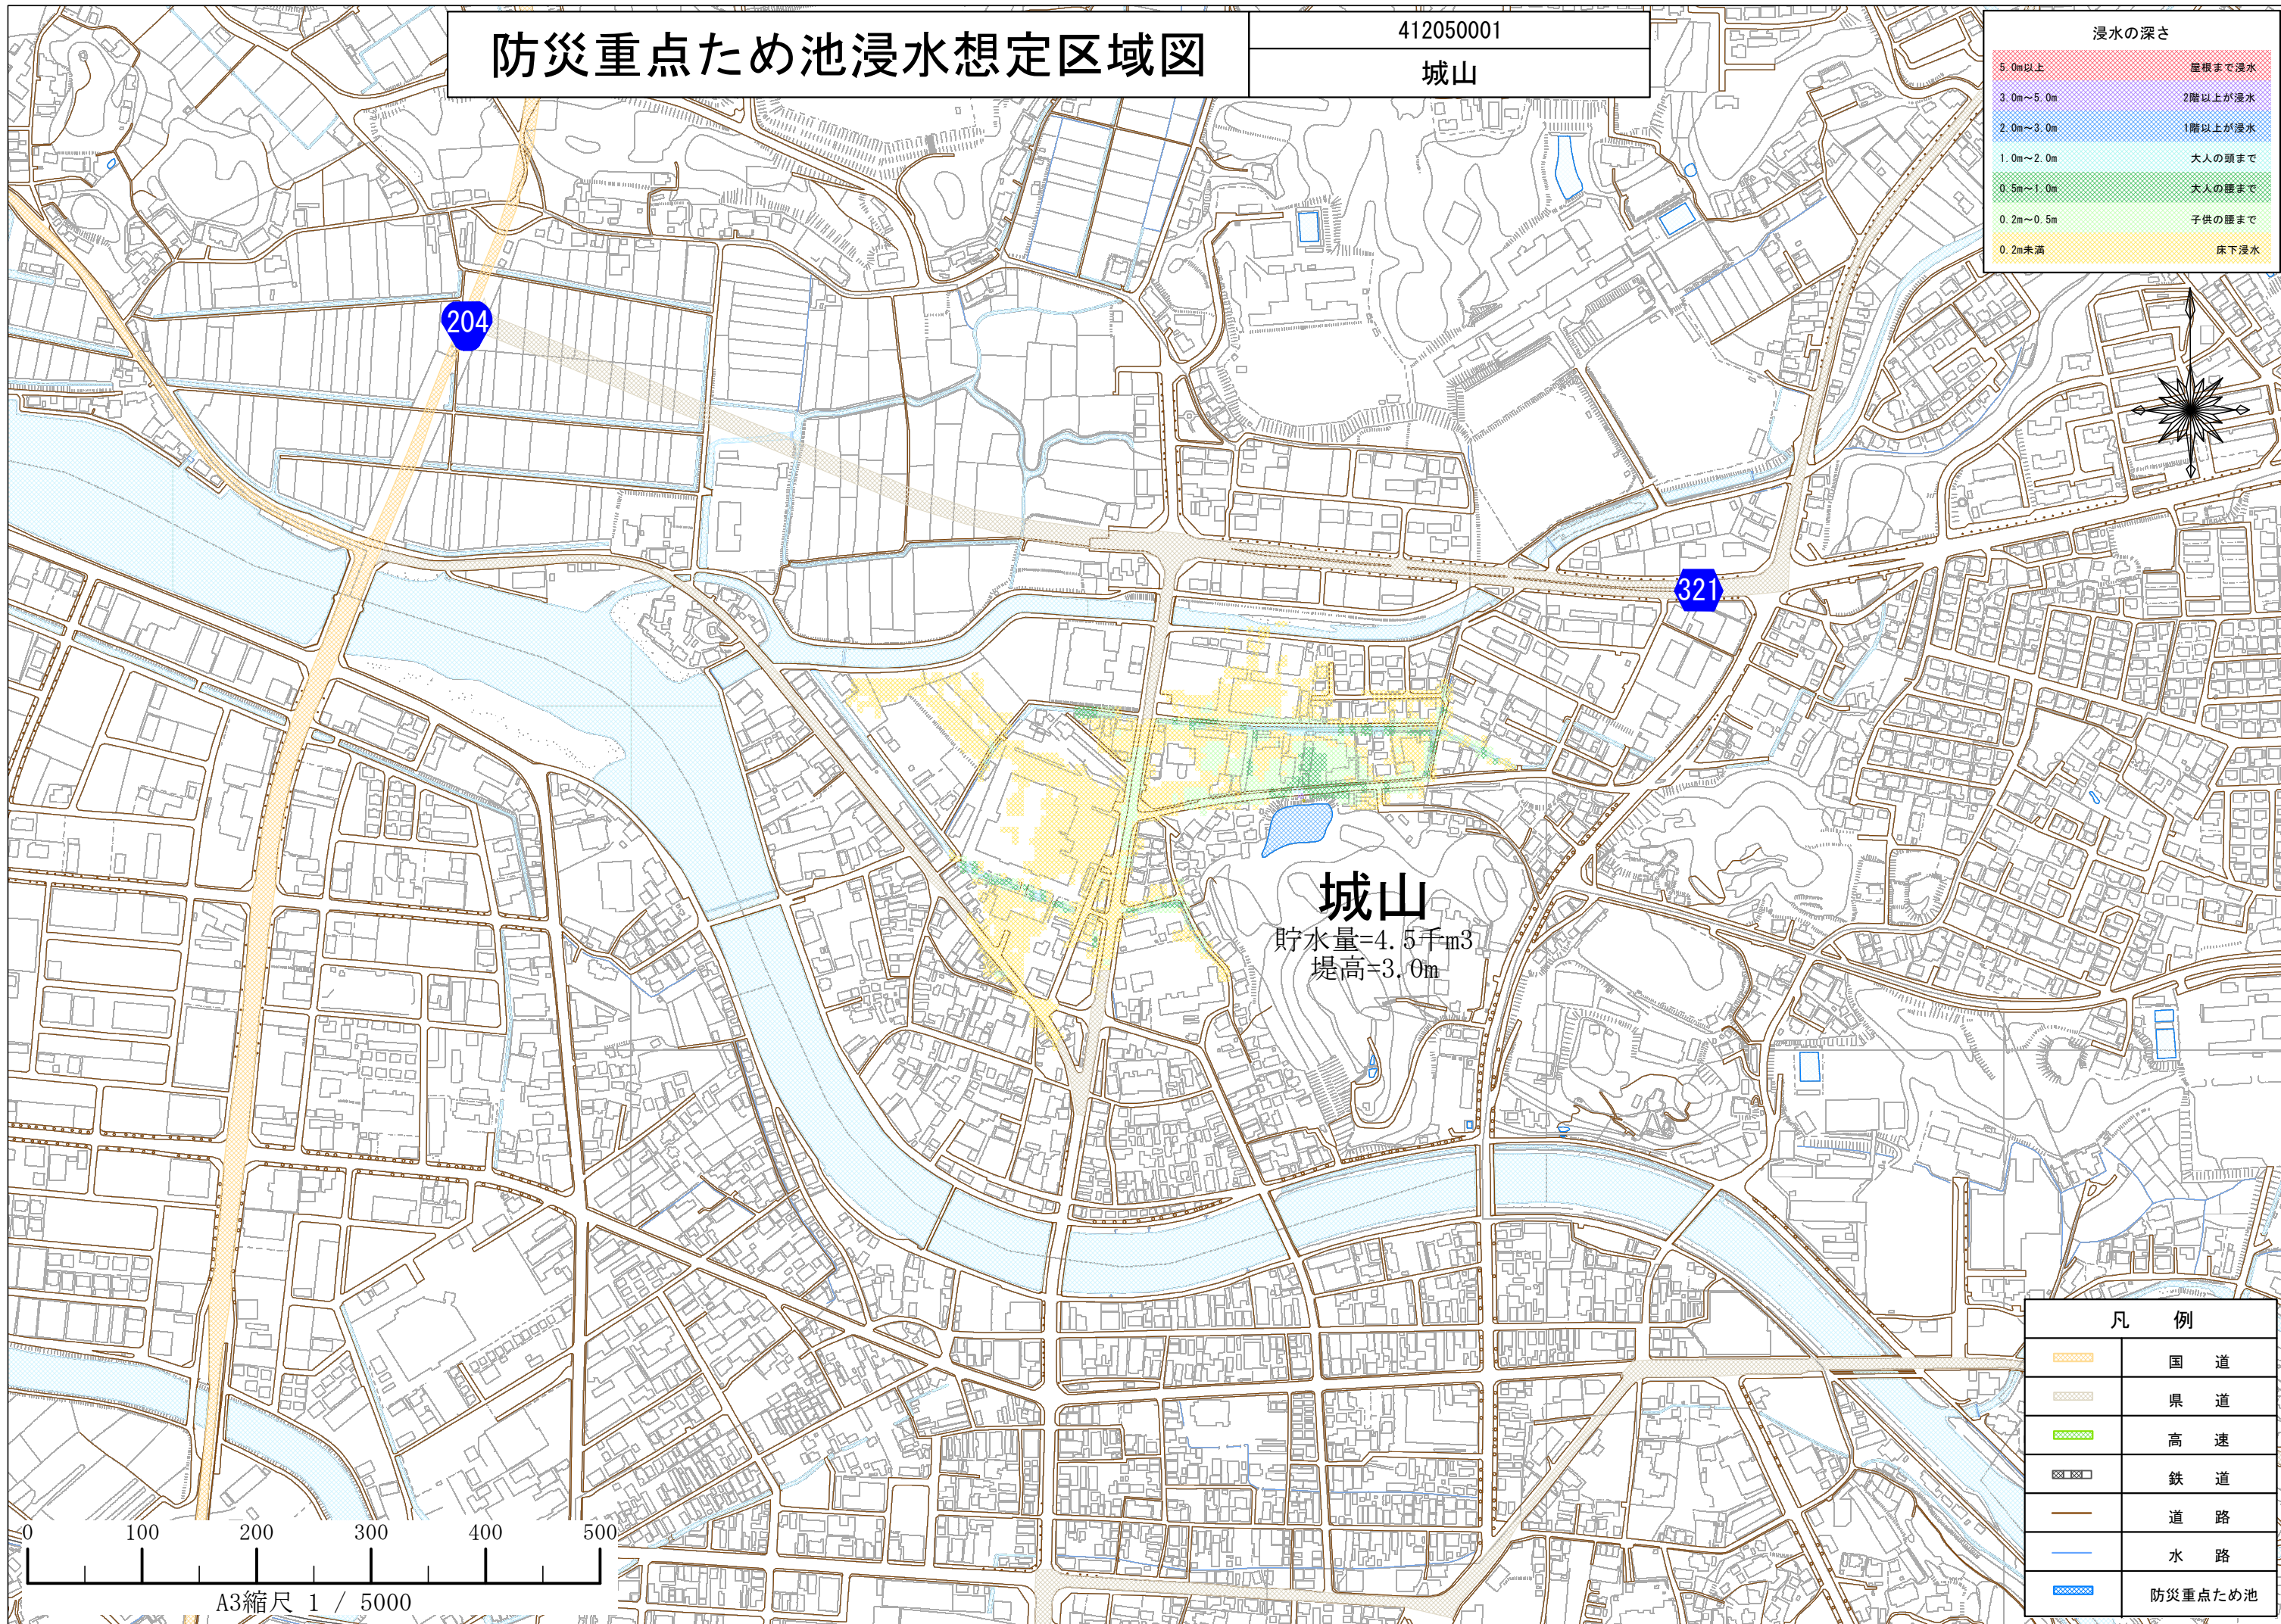 防災重点ため池浸水想定区域図
412050001
城山
浸水の深さ
5.0m以上 屋根まで浸水
3.0m～5.0m 2階以上が浸水
2.0m～3.0m 1階以上が浸水
1.0m～2.0m 大人の頭まで
0.5m～1.0m 大人の腰まで
0.2m～0.5m 子供の腰まで
0.2m未満 床下浸水
204
321
城山
貯水量=4.5千m3
堤高=3.0m
凡 例
国 道
県 道
高 速
鉄 道
道 路
水 路
防災重点ため池
0 100 200 300 400 500
A3縮尺 1 / 5000